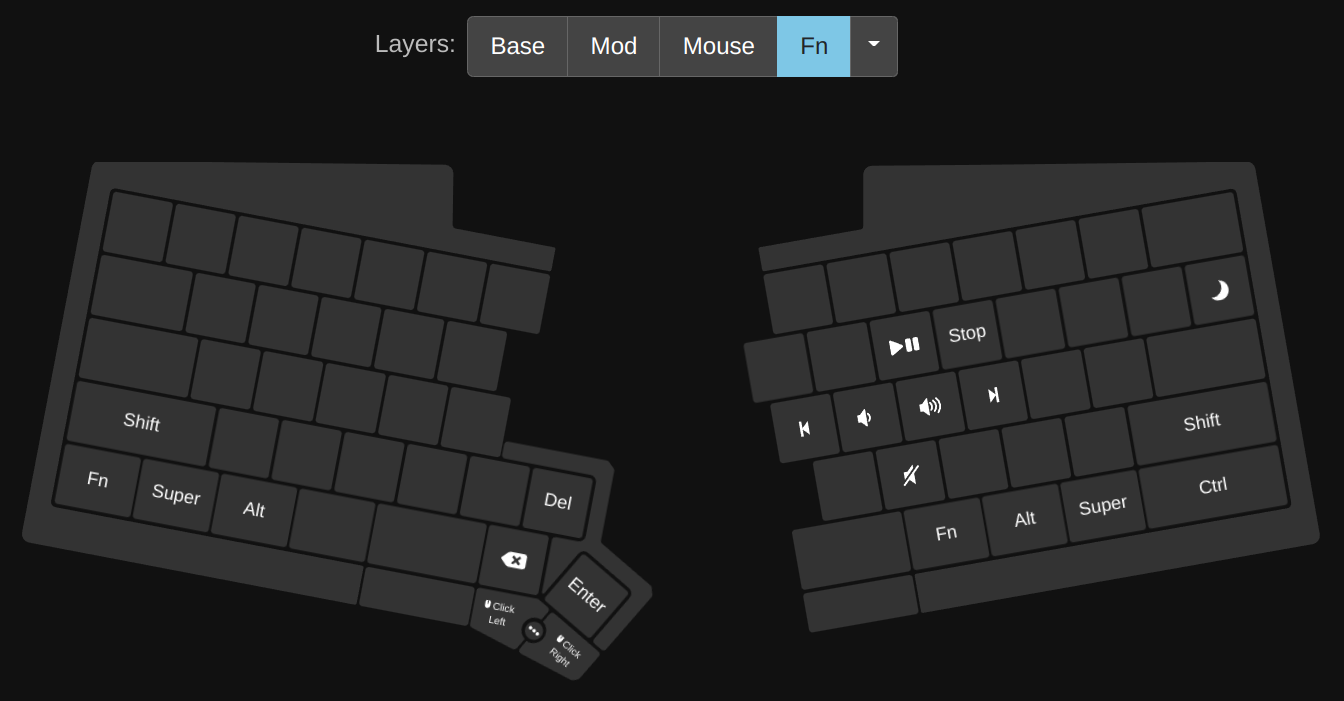 Layers: Base Mod Mouse Fn
Stop
Shift
Shift
Fn Super Alt
Del
Fn Alt Super Ctrl
Enter
Click
Left
Click
Right